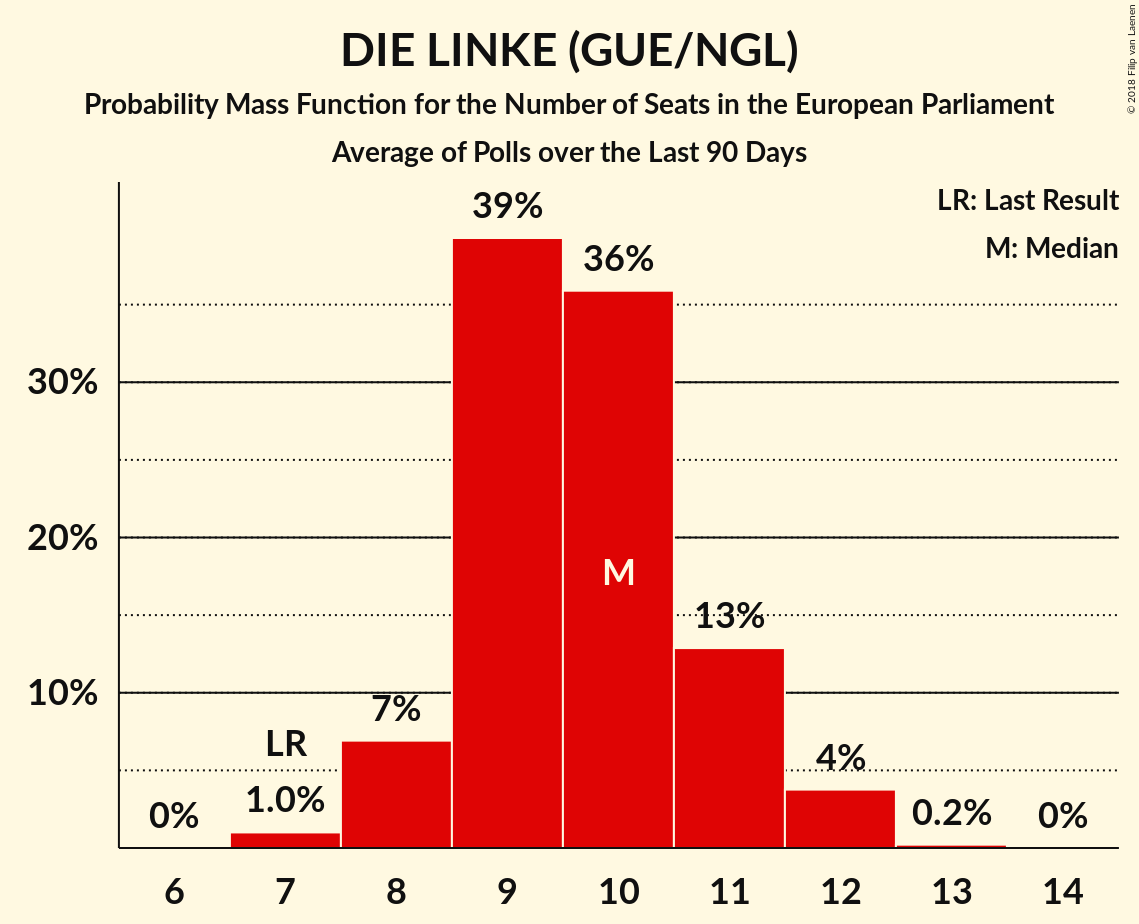 DIE LINKE (GUE/NGL)
Probability Mass Function for the Number of Seats in the European Parliament
Average of Polls over the Last 90 Days
© 2018 Filip van Laenen
LR: Last Result
M: Median
39%
36%
30%
20%
M
13%
10%
7%
LR
4%
0%
1.0%
0.2%
0%
6 7 8 9 10 11 12 13 14